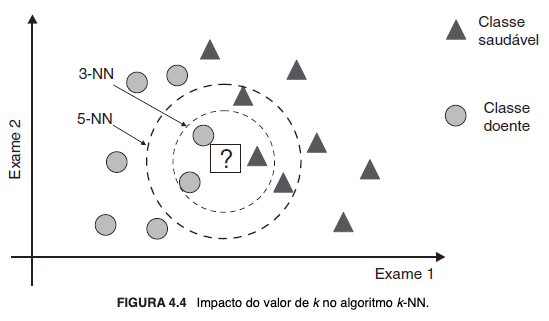 Classe
saudável
3-NN
5-NN
Classe
doente
Exame 2
?
Exame 1
FIGURA 4.4 Impacto do valor de k no algoritmo k-NN.